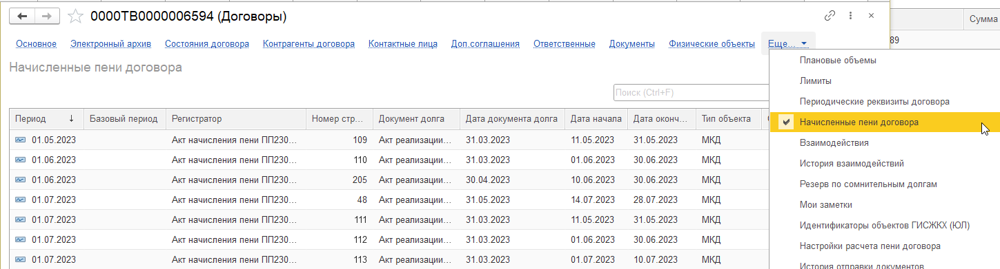 0000ТВ0000006594 (Договоры)
Сумма
Основное Электронный архив Состояния договора Контрагенты договора Контактные лица Доп.соглашения Ответственные Документы Физические объекты Еще...
89
Начисленные пени договора
Поиск (Ctrl+F)
Период Базовый период Регистратор Номер стр... Документ долга Дата документа долга Дата начала Дата оконч... Тип объекта
01.05.2023 Акт начисления пени ПП230... 109 Акт реализации... 31.03.2023 11.05.2023 31.05.2023 МКД
01.06.2023 Акт начисления пени ПП230... 110 Акт реализации... 31.03.2023 01.06.2023 30.06.2023 МКД
01.06.2023 Акт начисления пени ПП230... 205 Акт реализации... 30.04.2023 10.06.2023 30.06.2023 МКД
01.07.2023 Акт начисления пени ПП230... 48 Акт реализации... 31.05.2023 14.07.2023 28.07.2023 МКД
01.07.2023 Акт начисления пени ПП230... 111 Акт реализации... 31.03.2023 11.05.2023 31.05.2023 МКД
01.07.2023 Акт начисления пени ПП230... 112 Акт реализации... 31.03.2023 01.06.2023 30.06.2023 МКД
01.07.2023 Акт начисления пени ПП230... 113 Акт реализации... 31.03.2023 01.07.2023 10.07.2023 МКД
Плановые объемы
Лимиты
Периодические реквизиты договора
Начисленные пени договора
Взаимодействия
История взаимодействий
Резерв по сомнительным долгам
Мои заметки
Идентификаторы объектов ГИСЖКХ (ЮЛ)
Настройки расчета пени договора
История отправки документов